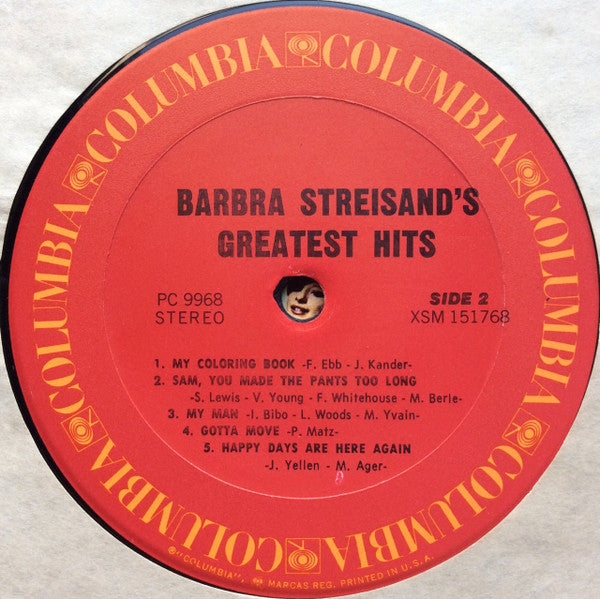 COLUMBIA COLUMBIA COLUMBIA COLUMBIA COLUMBIA COLUMBIA
BARBRA STREISAND'S
GREATEST HITS
PC 9968 SIDE 2
STEREO XSM 151768
1. MY COLORING BOOK -F. Ebb - J. Kander-
2. SAM, YOU MADE THE PANTS TOO LONG
-S. Lewis - V. Young - F. Whitehouse - M. Berle-
3. MY MAN -I. Bibo - L. Woods - M. Yvain-
4. GOTTA MOVE -P. Matz-
5. HAPPY DAYS ARE HERE AGAIN
-J. Yellen - M. Ager-
℗"COLUMBIA", MARCAS REG. PRINTED IN U.S.A.